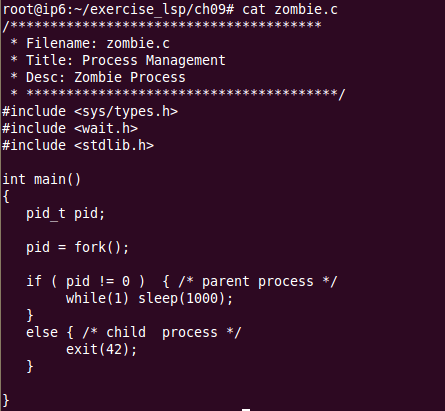 root@ip6:~/exercise_lsp/ch09# cat zombie.c
/***************************************
 * Filename: zombie.c
 * Title: Process Management
 * Desc: Zombie Process
 * ***************************************/
#include <sys/types.h>
#include <wait.h>
#include <stdlib.h>

int main()
{
   pid_t pid;

   pid = fork();

   if ( pid != 0 )  { /* parent process */
        while(1) sleep(1000);
   }
   else { /* child  process */
        exit(42);
   }

}